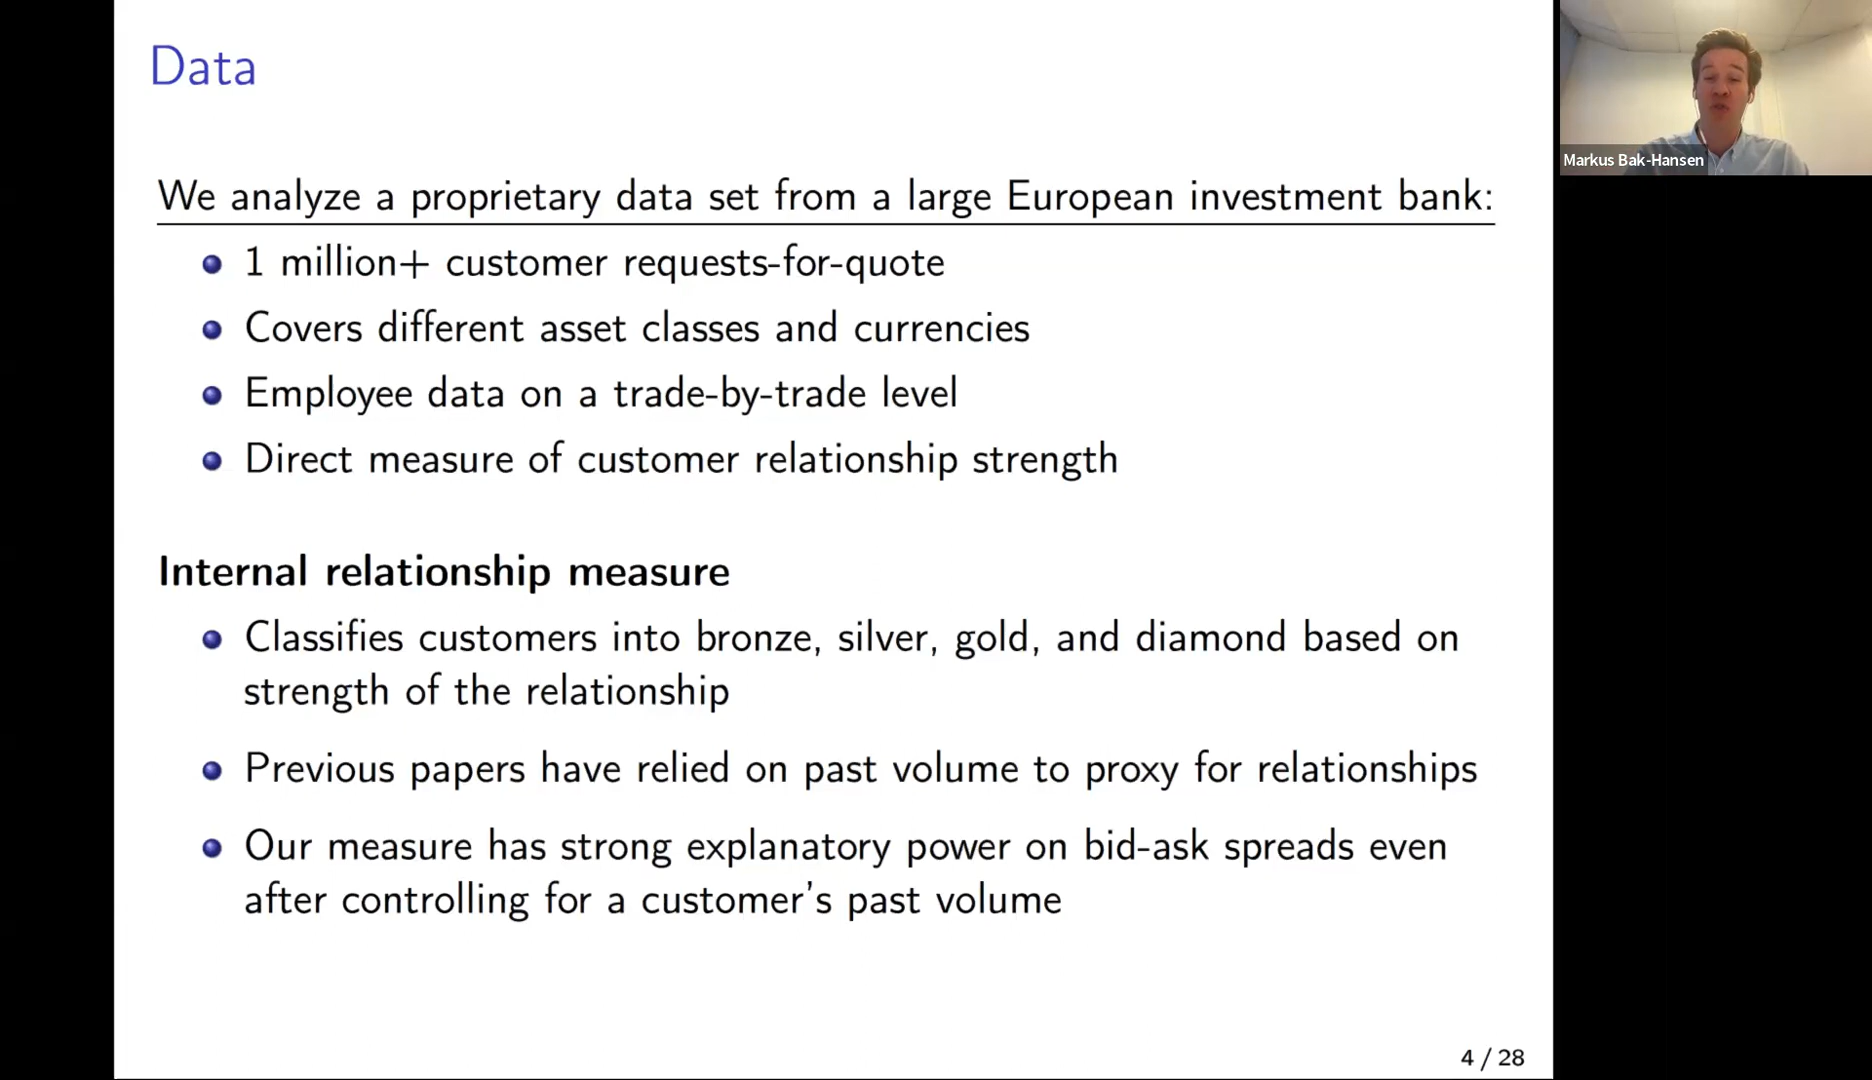 Data
We analyze a proprietary data set from a large European investment bank:
1 million+ customer requests-for-quote
Covers different asset classes and currencies
Employee data on a trade-by-trade level
Direct measure of customer relationship strength
Internal relationship measure
Classifies customers into bronze, silver, gold, and diamond based on
strength of the relationship
Previous papers have relied on past volume to proxy for relationships
Our measure has strong explanatory power on bid-ask spreads even
after controlling for a customer's past volume
4 / 28
Markus Bak-Hansen